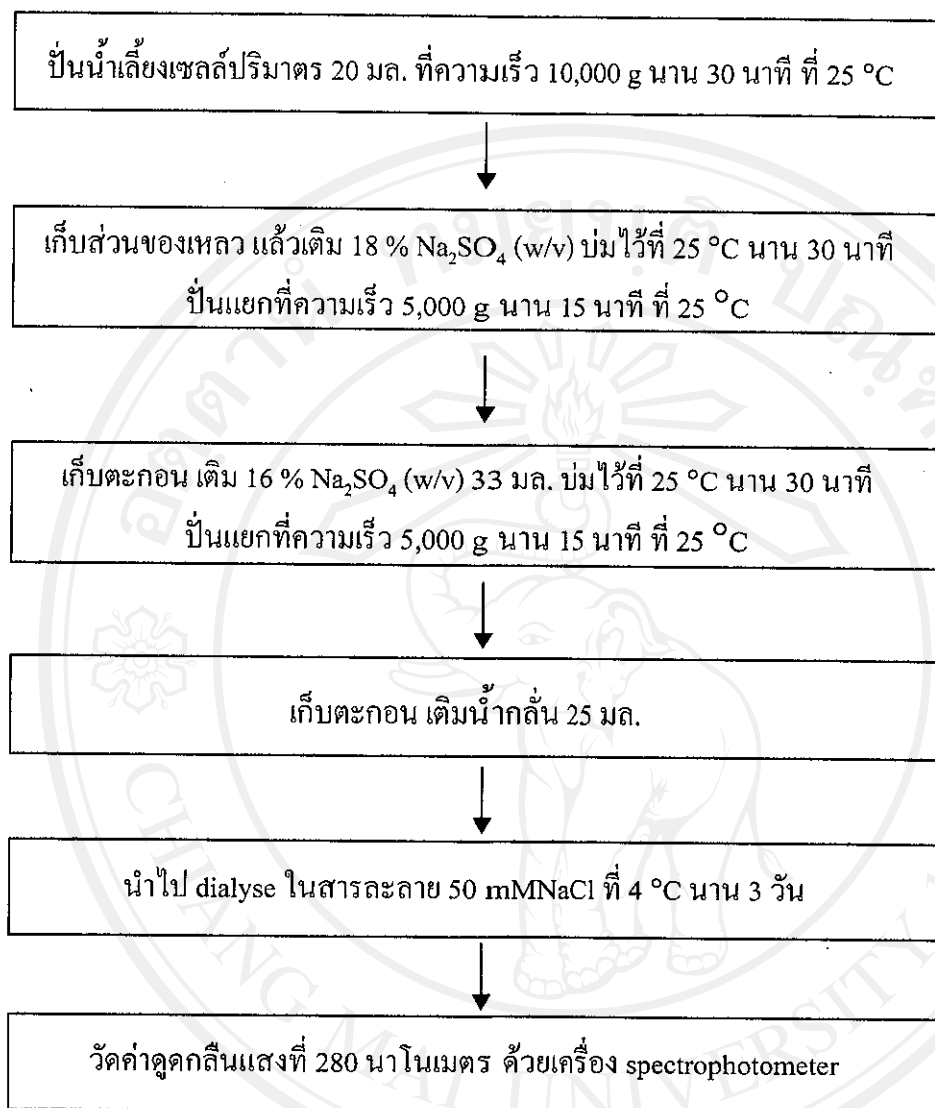 ปั่นน้ำเลี้ยงเซลล์ปริมาตร 20 มล. ที่ความเร็ว 10,000 g นาน 30 นาที ที่ 25 °C
เก็บส่วนของเหลว แล้วเติม 18 % Na₂SO₄ (w/v) บ่มไว้ที่ 25 °C นาน 30 นาที
ปั่นแยกที่ความเร็ว 5,000 g นาน 15 นาที ที่ 25 °C
เก็บตะกอน เติม 16 % Na₂SO₄ (w/v) 33 มล. บ่มไว้ที่ 25 °C นาน 30 นาที
ปั่นแยกที่ความเร็ว 5,000 g นาน 15 นาที ที่ 25 °C
เก็บตะกอน เติมน้ำกลั่น 25 มล.
นำไป dialyse ในสารละลาย 50 mMNaCl ที่ 4 °C นาน 3 วัน
วัดค่าดูดกลืนแสงที่ 280 นาโนเมตร ด้วยเครื่อง spectrophotometer
CHIANG MAI UNIVERSITY